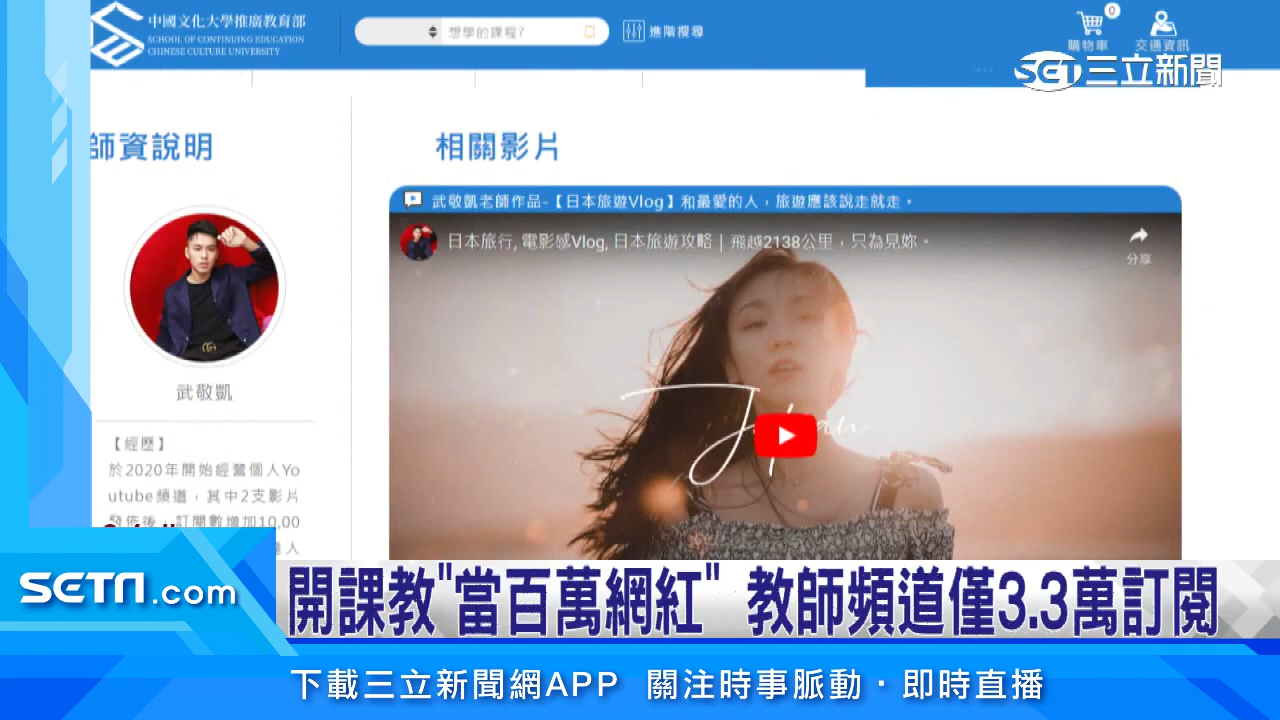 中國文化大學推廣教育部
SCHOOL OF CONTINUING EDUCATION
CHINESE CULTURE UNIVERSITY
想學的課程?
進階搜尋
0
購物車
交通資訊
SET三立新聞
師資說明
相關影片
武敬凱老師作品-【日本旅遊Vlog】和最愛的人，旅遊應該說走就走。
日本旅行, 電影感Vlog, 日本旅遊攻略｜飛越2138公里，只為見妳。
分享
Japan
武敬凱
【經歷】
於2020年開始經營個人Yo
utube頻道，其中2支影片
發佈後，訂閱數增加10,00
人
SETN.com
開課教"當百萬網紅" 教師頻道僅3.3萬訂閱
下載三立新聞網APP 關注時事脈動・即時直播